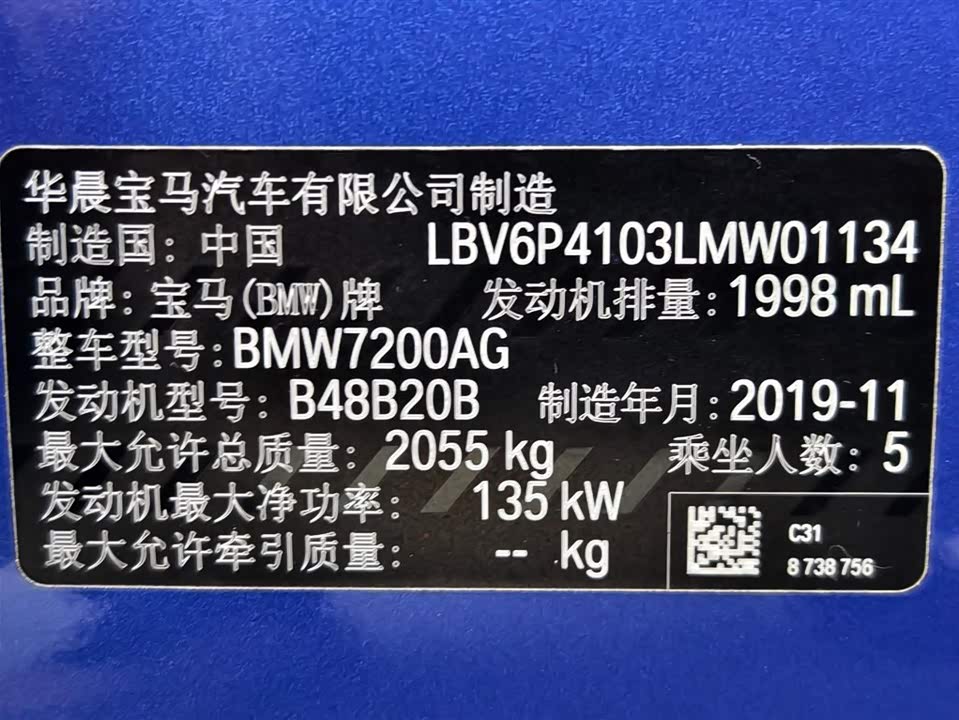 华晨宝马汽车有限公司制造
制造国：中国 LBV6P4103LMW01134
品牌：宝马(BMW)牌 发动机排量：1998 mL
整车型号：BMW7200AG
发动机型号：B48B20B 制造年月：2019-11
最大允许总质量：2055 kg 乘坐人数：5
发动机最大净功率：135 kW
最大允许牵引质量：-- kg
C31
8 738 756